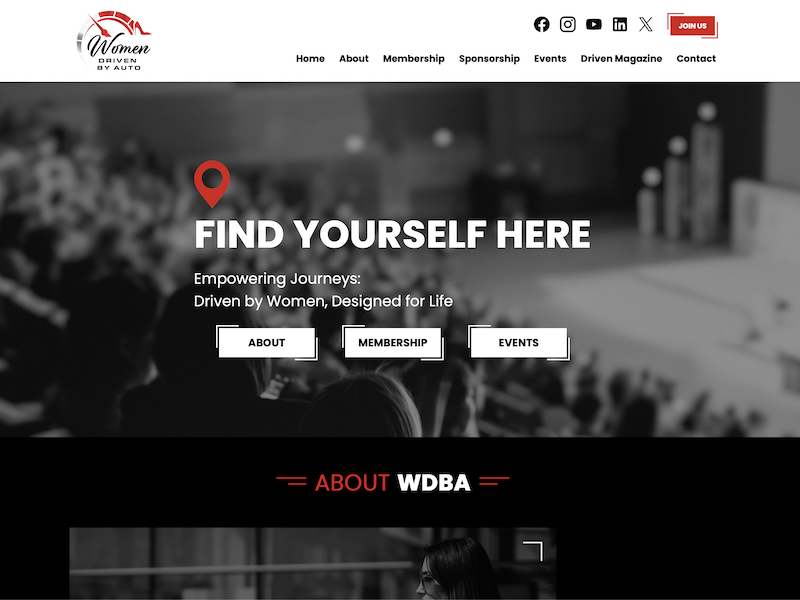 Women
DRIVEN
BY AUTO
JOIN US
Home About Membership Sponsorship Events Driven Magazine Contact
FIND YOURSELF HERE
Empowering Journeys:
Driven by Women, Designed for Life
ABOUT MEMBERSHIP EVENTS
ABOUT WDBA